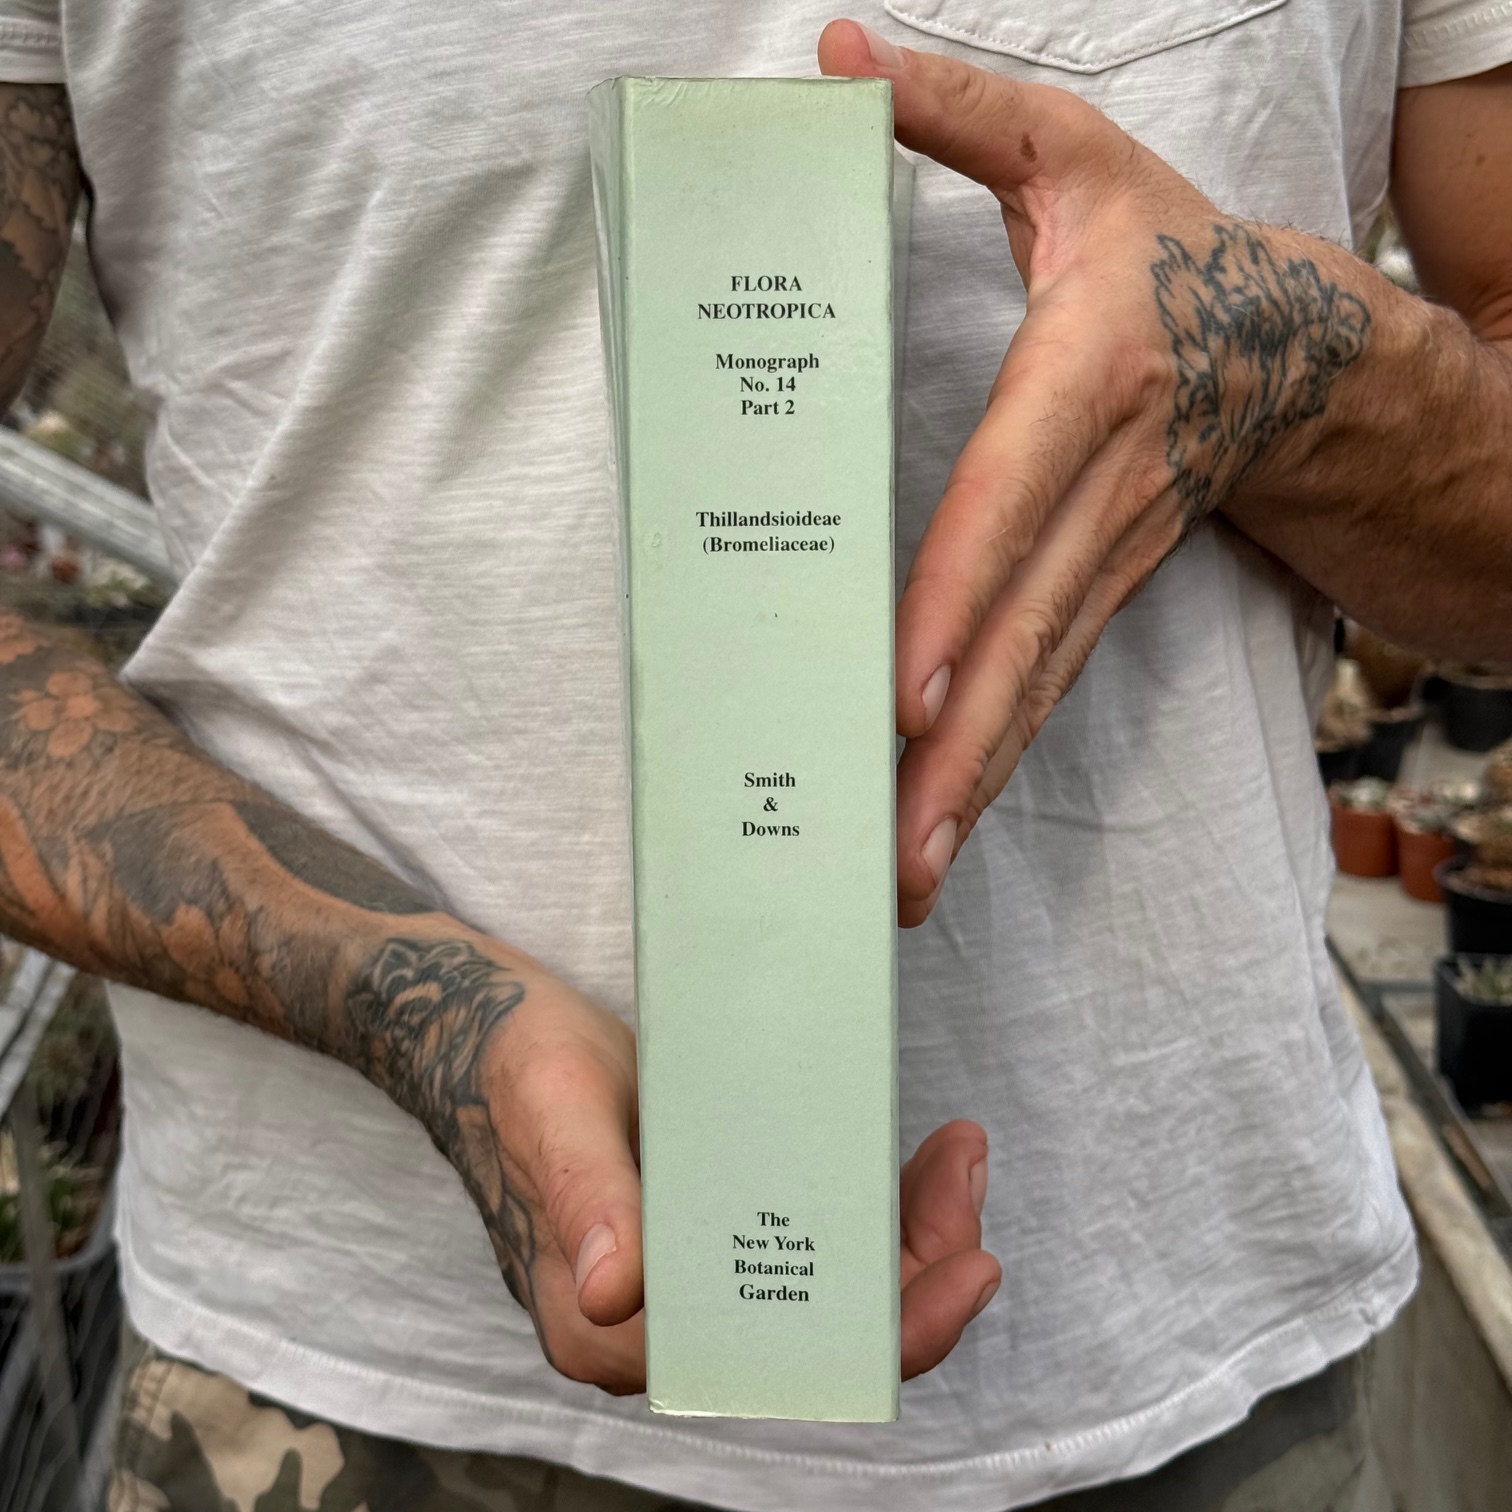 FLORA
NEOTROPICA
Monograph
No. 14
Part 2
Thillandsioideae
(Bromeliaceae)
Smith
&
Downs
The
New York
Botanical
Garden